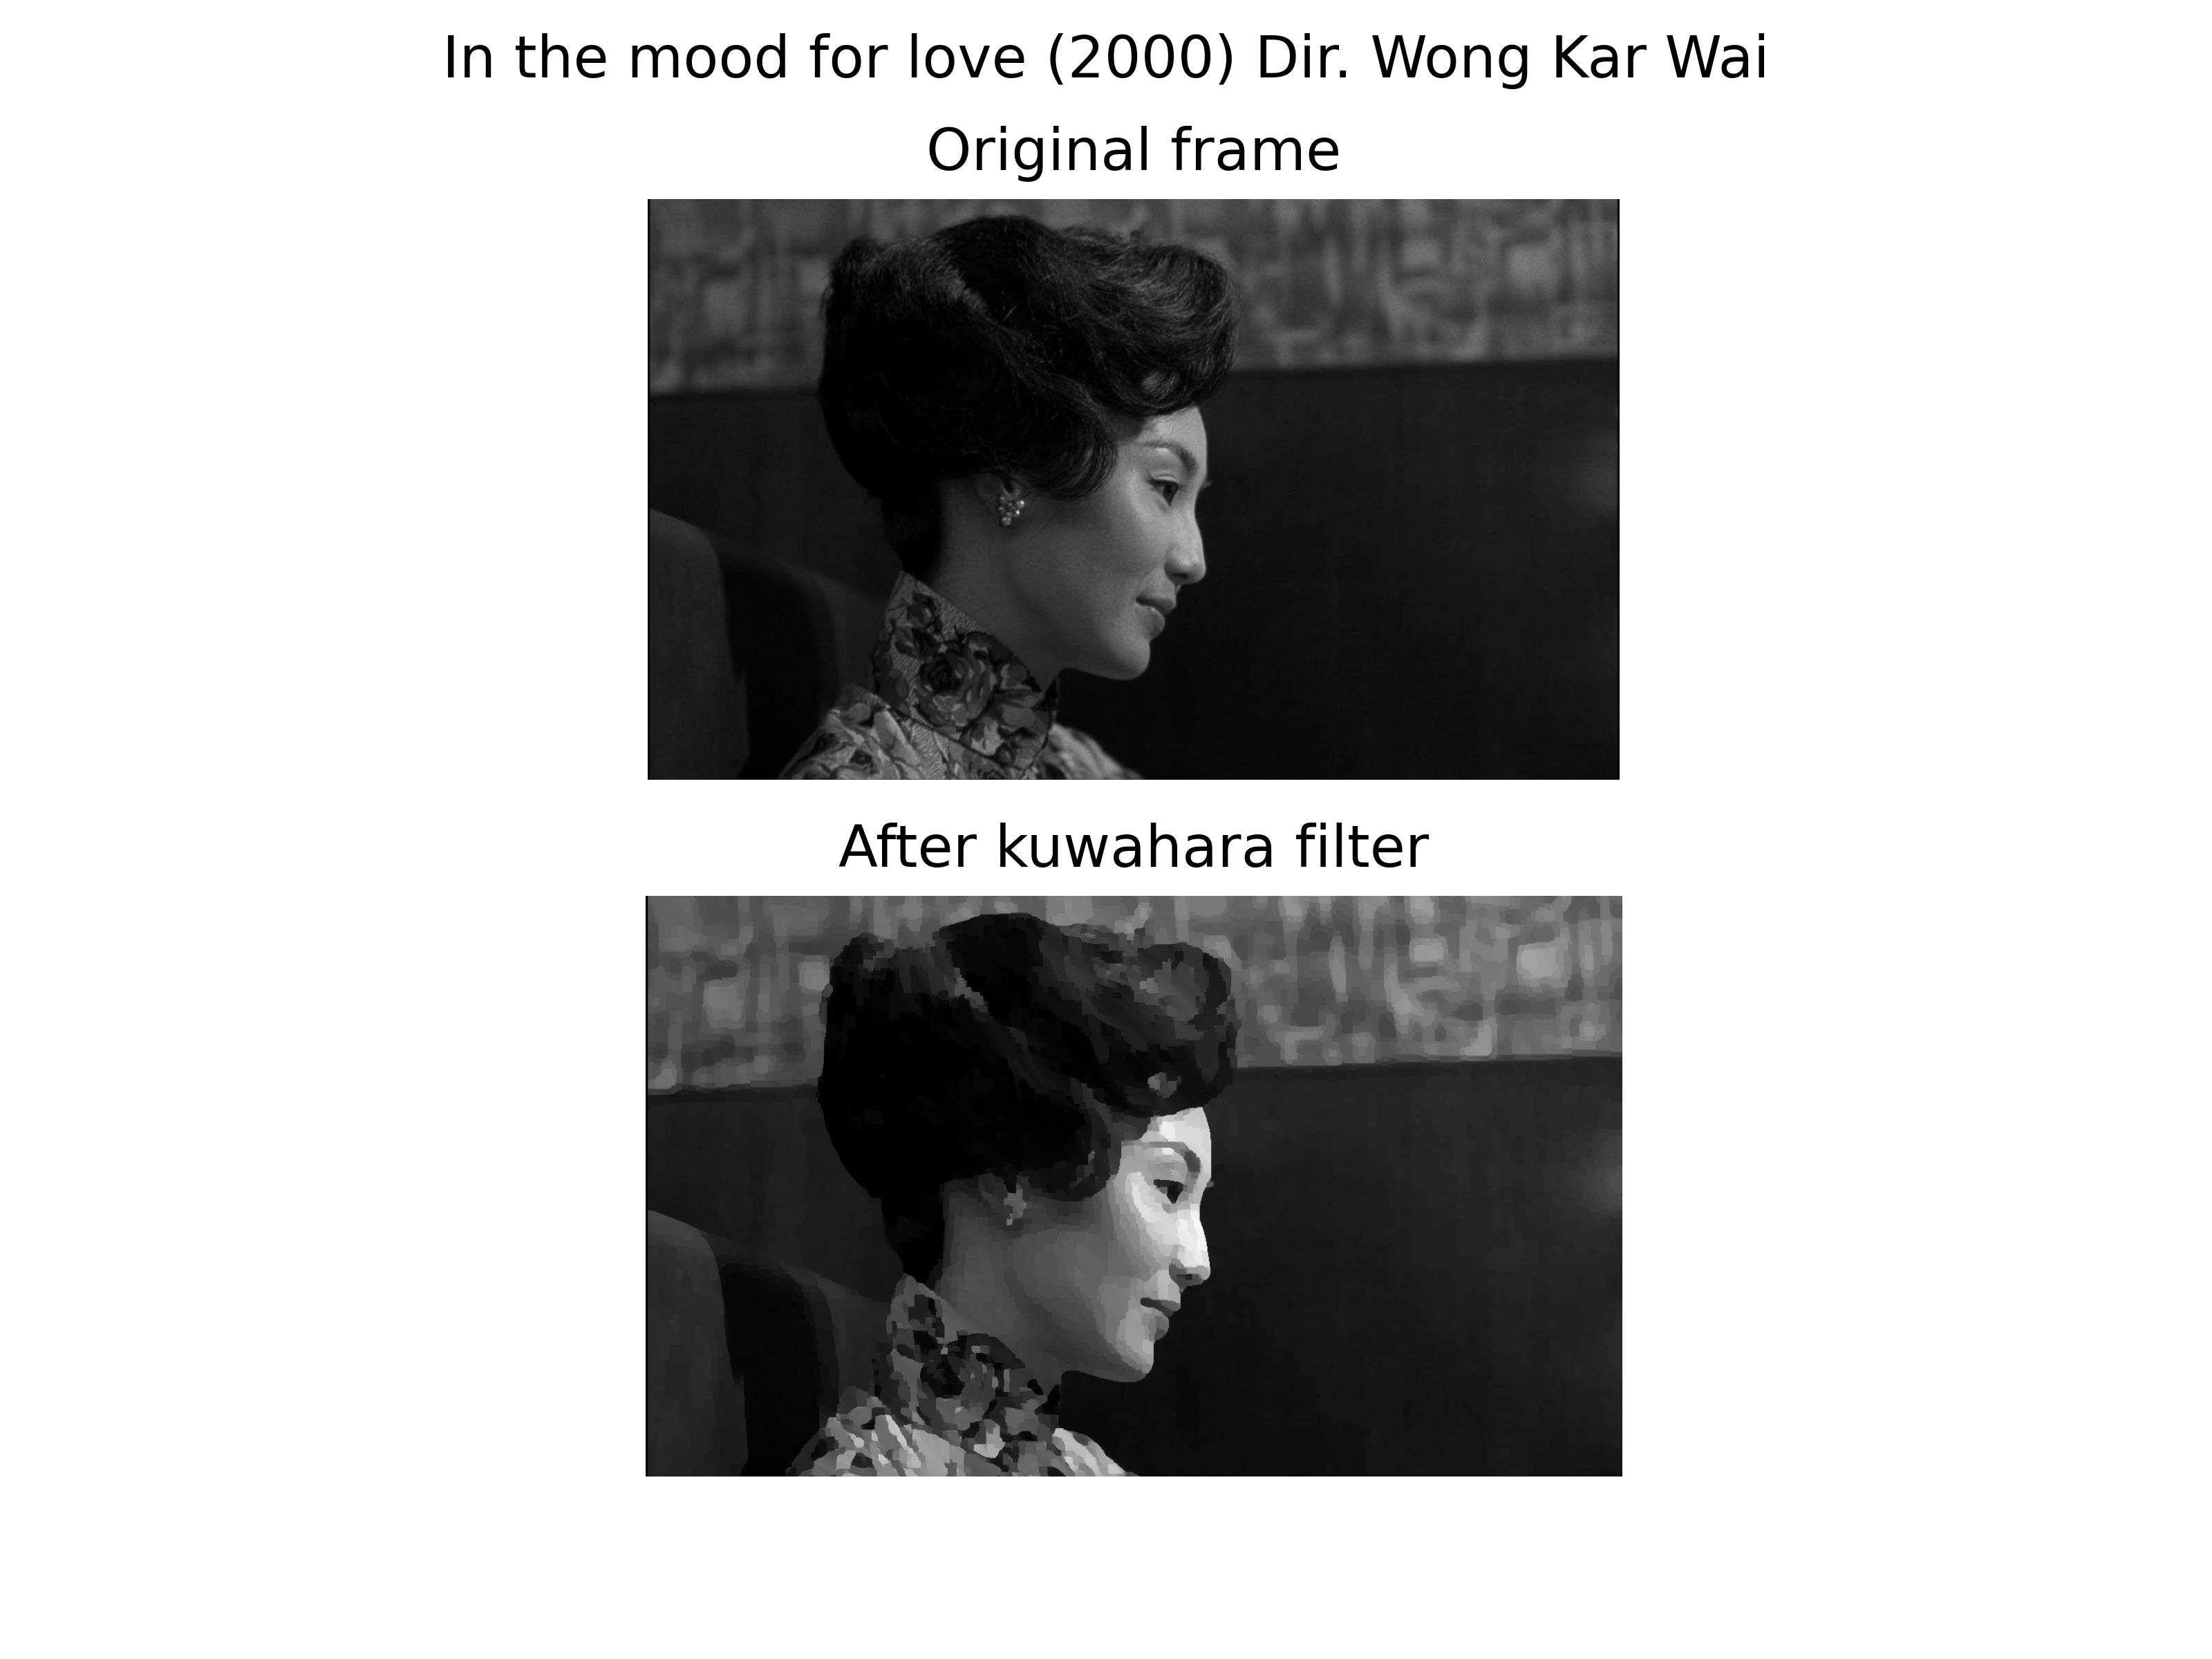 In the mood for love (2000) Dir. Wong Kar Wai
Original frame
After kuwahara filter